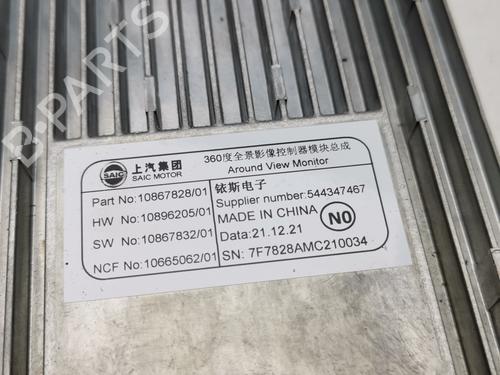 B-PARTS
SAIC
上汽集团
SAIC MOTOR
360度全景影像控制器模块总成
Around View Monitor
Part No:10867828/01
HW No:10896205/01
SW No:10867832/01
NCF No:10665062/01
铱斯电子
Supplier number:544347467
MADE IN CHINA
Data:21.12.21
SN: 7F7828AMC210034
N0